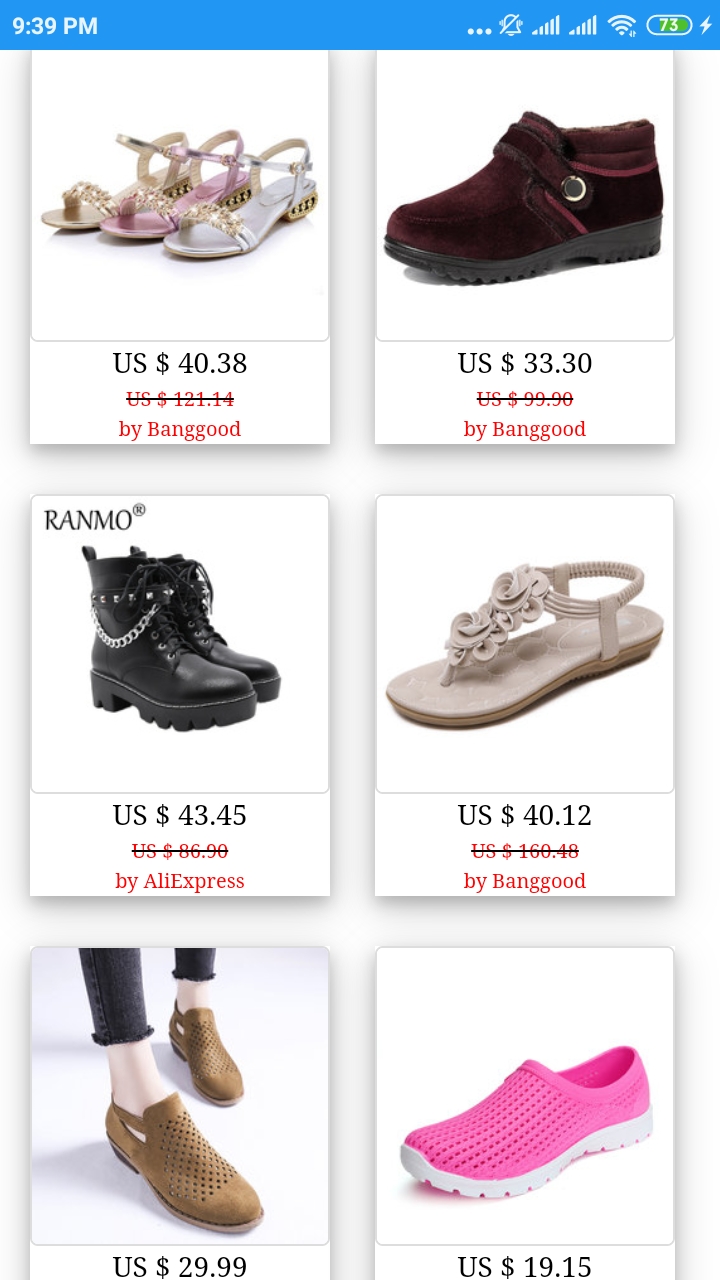 9:39 PM
73
US $ 40.38
US $ 121.14
by Banggood
US $ 33.30
US $ 99.90
by Banggood
RANMO®
US $ 43.45
US $ 86.90
by AliExpress
US $ 40.12
US $ 160.48
by Banggood
US $ 29.99
US $ 19.15